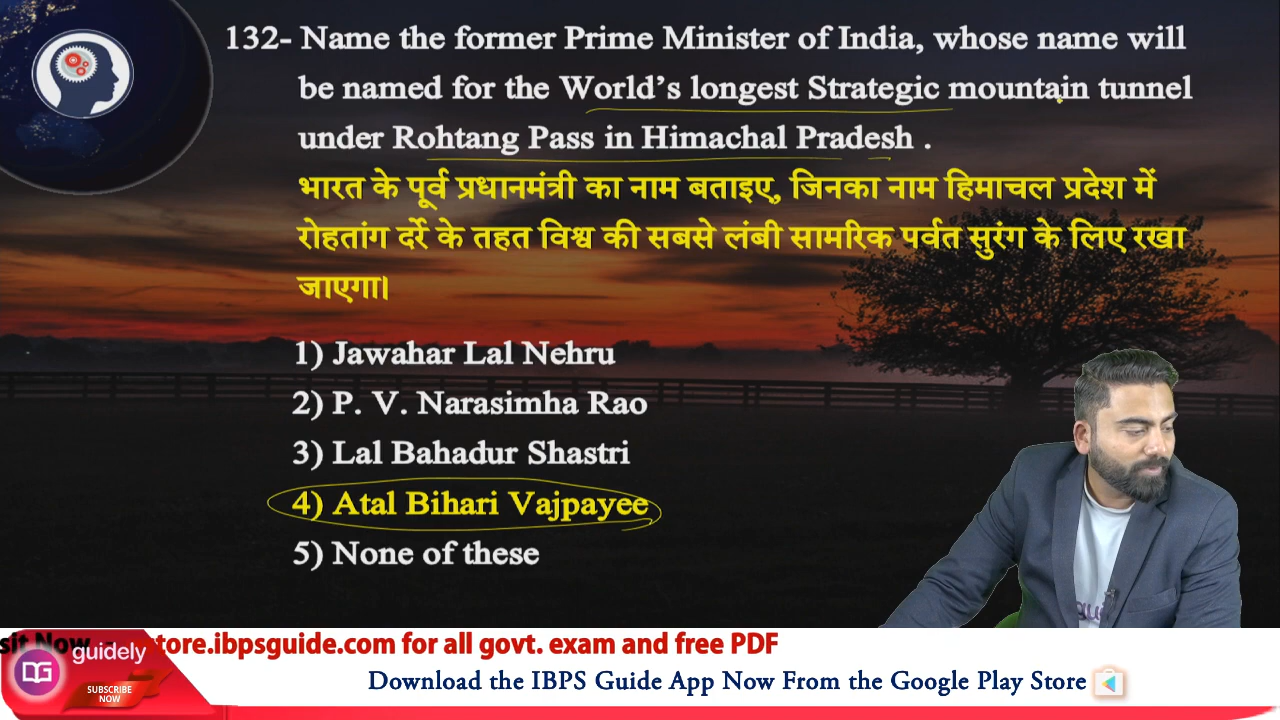 132- Name the former Prime Minister of India, whose name will
be named for the World's longest Strategic mountain tunnel
under Rohtang Pass in Himachal Pradesh .
भारत के पूर्व प्रधानमंत्री का नाम बताइए, जिनका नाम हिमाचल प्रदेश में
रोहतांग दर्रे के तहत विश्व की सबसे लंबी सामरिक पर्वत सुरंग के लिए रखा
जाएगा।
1) Jawahar Lal Nehru
2) P. V. Narasimha Rao
3) Lal Bahadur Shastri
4) Atal Bihari Vajpayee
5) None of these
sit Now - tore.ibpsguide.com for all govt. exam and free PDF
guidely
SUBSCRIBE
NOW
Download the IBPS Guide App Now From the Google Play Store